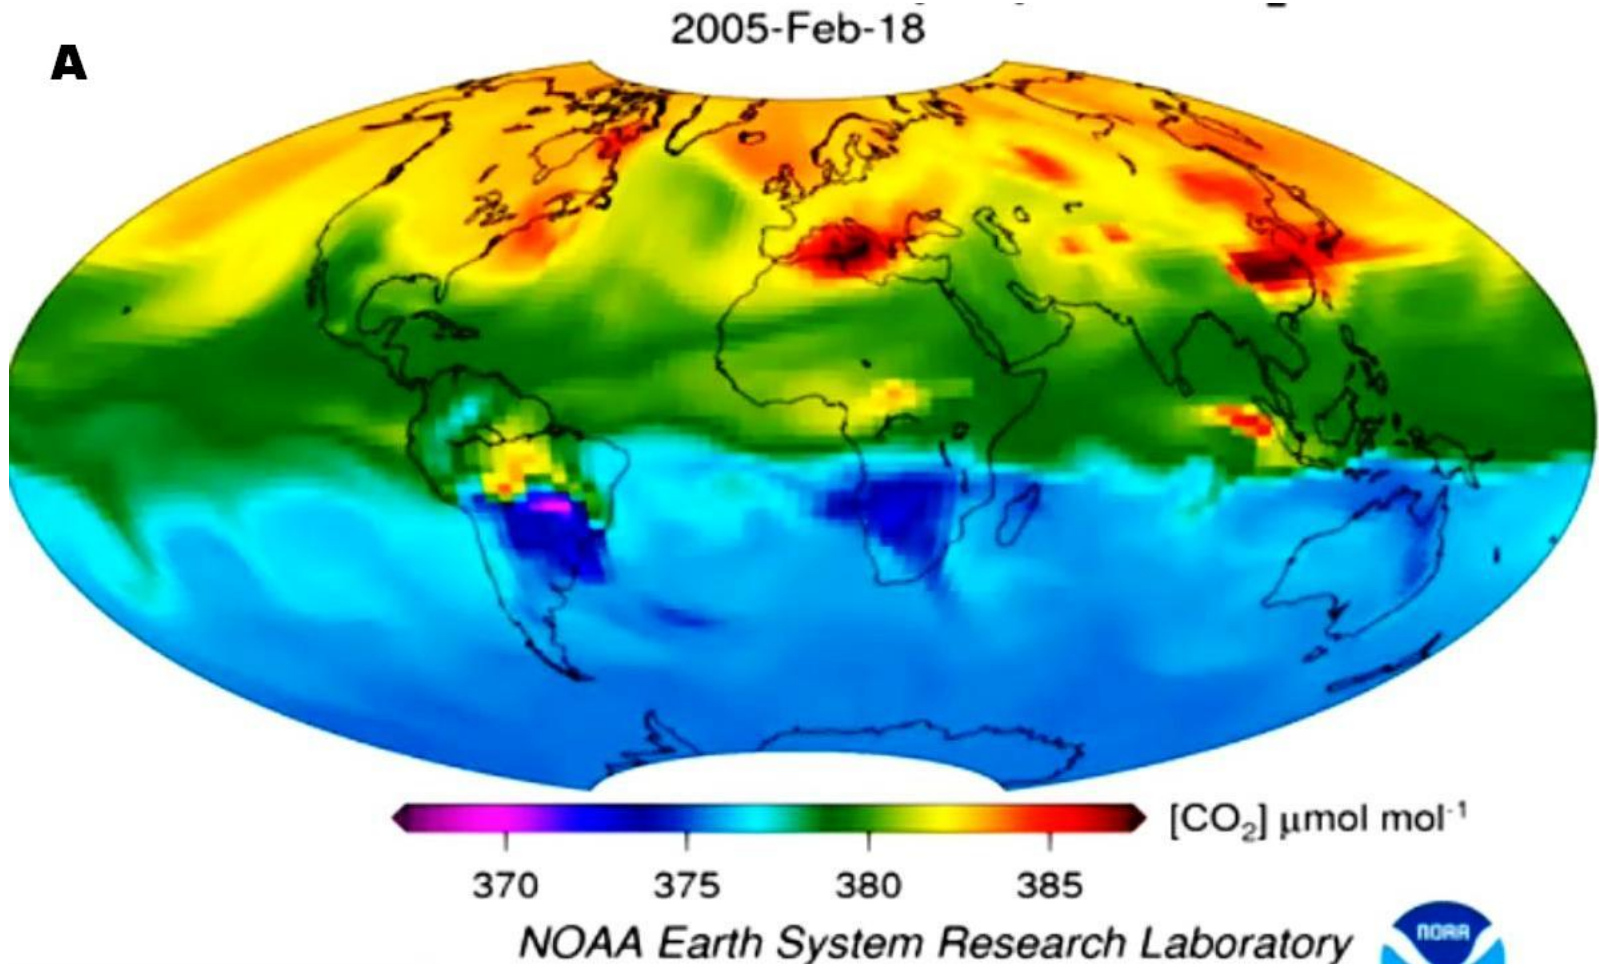 2005-Feb-18
A
[CO₂] μmol mol⁻¹
370 375 380 385
NOAA Earth System Research Laboratory
NOAA